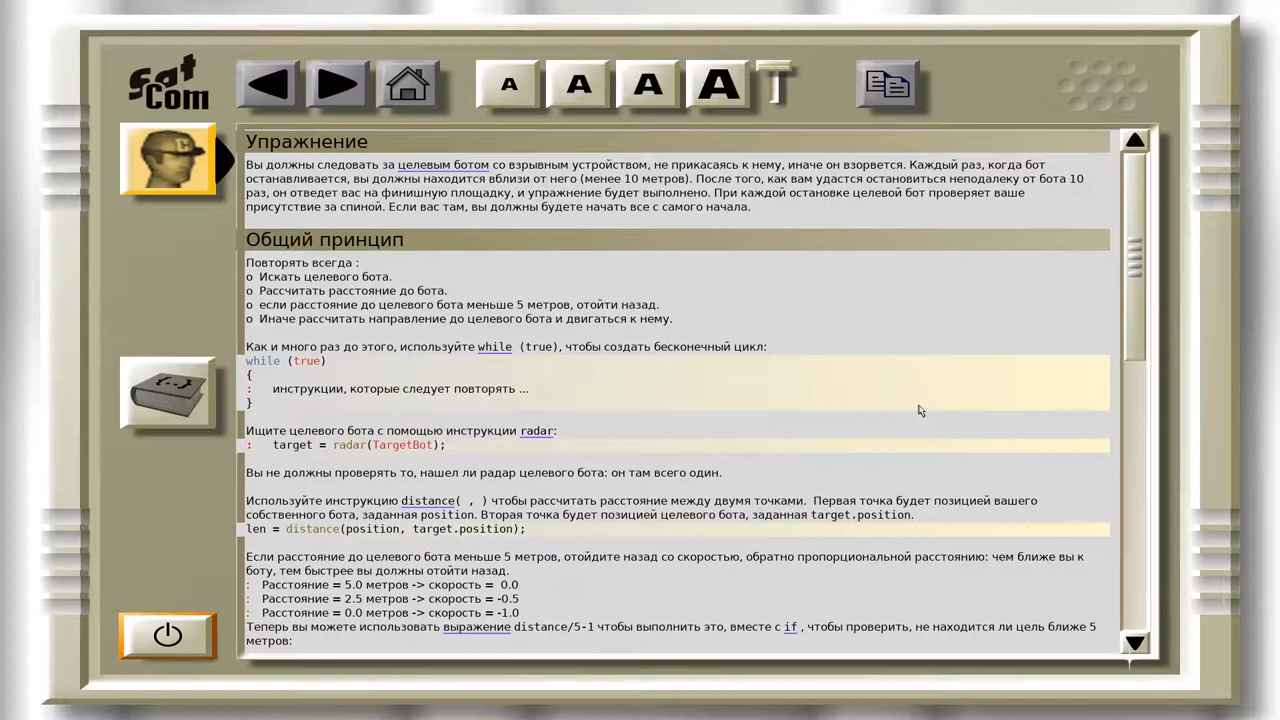 Sat
Com
A A A A
Упражнение
Вы должны следовать за целевым ботом со взрывным устройством, не прикасаясь к нему, иначе он взорвется. Каждый раз, когда бот
останавливается, вы должны находится вблизи от него (менее 10 метров). После того, как вам удастся остановиться неподалеку от бота 10
раз, он отведет вас на финишную площадку, и упражнение будет выполнено. При каждой остановке целевой бот проверяет ваше
присутствие за спиной. Если вас там, вы должны будете начать все с самого начала.
Общий принцип
Повторять всегда :
o Искать целевого бота.
o Рассчитать расстояние до бота.
o если расстояние до целевого бота меньше 5 метров, отойти назад.
o Иначе рассчитать направление до целевого бота и двигаться к нему.
Как и много раз до этого, используйте while (true), чтобы создать бесконечный цикл:
while (true)
{
:   инструкции, которые следует повторять ...
}
Ищите целевого бота с помощью инструкции radar:
:   target = radar(TargetBot);
Вы не должны проверять то, нашел ли радар целевого бота: он там всего один.
Используйте инструкцию distance( , ) чтобы рассчитать расстояние между двумя точками.  Первая точка будет позицией вашего
собственного бота, заданная position. Вторая точка будет позицией целевого бота, заданная target.position.
len = distance(position, target.position);
Если расстояние до целевого бота меньше 5 метров, отойдите назад со скоростью, обратно пропорциональной расстоянию: чем ближе вы к
боту, тем быстрее вы должны отойти назад.
:  Расстояние = 5.0 метров -> скорость =  0.0
:  Расстояние = 2.5 метров -> скорость = -0.5
:  Расстояние = 0.0 метров -> скорость = -1.0
Теперь вы можете использовать выражение distance/5-1 чтобы выполнить это, вместе с if , чтобы проверить, не находится ли цель ближе 5
метров:
{..}